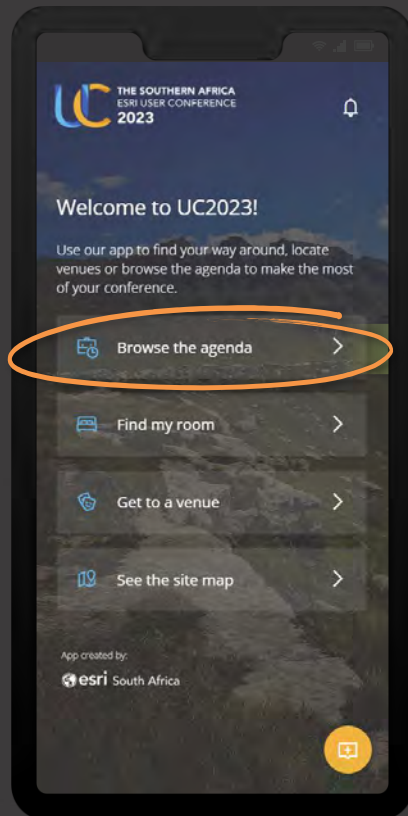 UC
THE SOUTHERN AFRICA
ESRI USER CONFERENCE
2023
Welcome to UC2023!
Use our app to find your way around, locate
venues or browse the agenda to make the most
of your conference.
Browse the agenda
Find my room
Get to a venue
See the site map
App created by:
esri South Africa